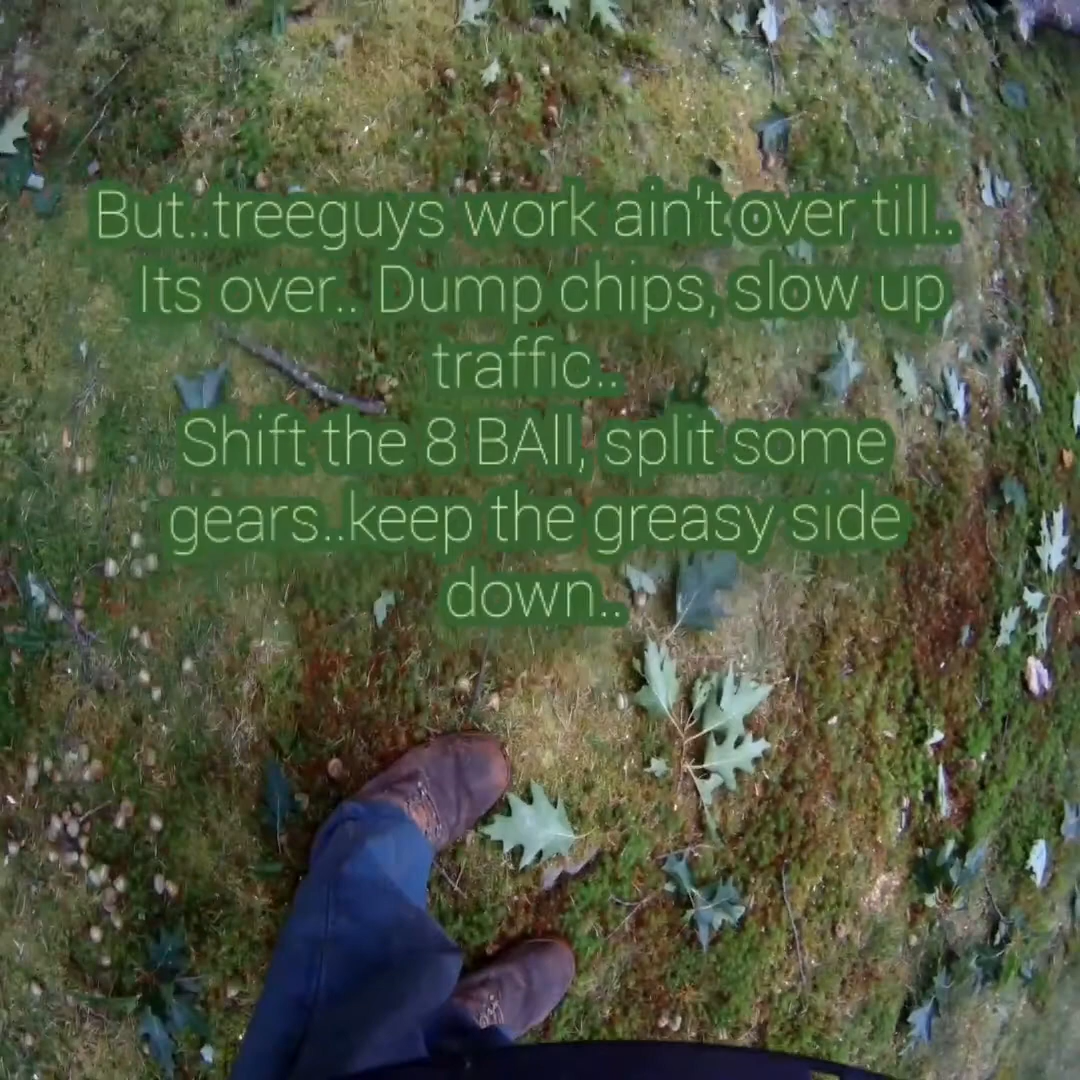 But..treeguys work ain't over till..
Its over.. Dump chips, slow up
traffic..
Shift the 8 BAll, split some
gears..keep the greasy side
down..